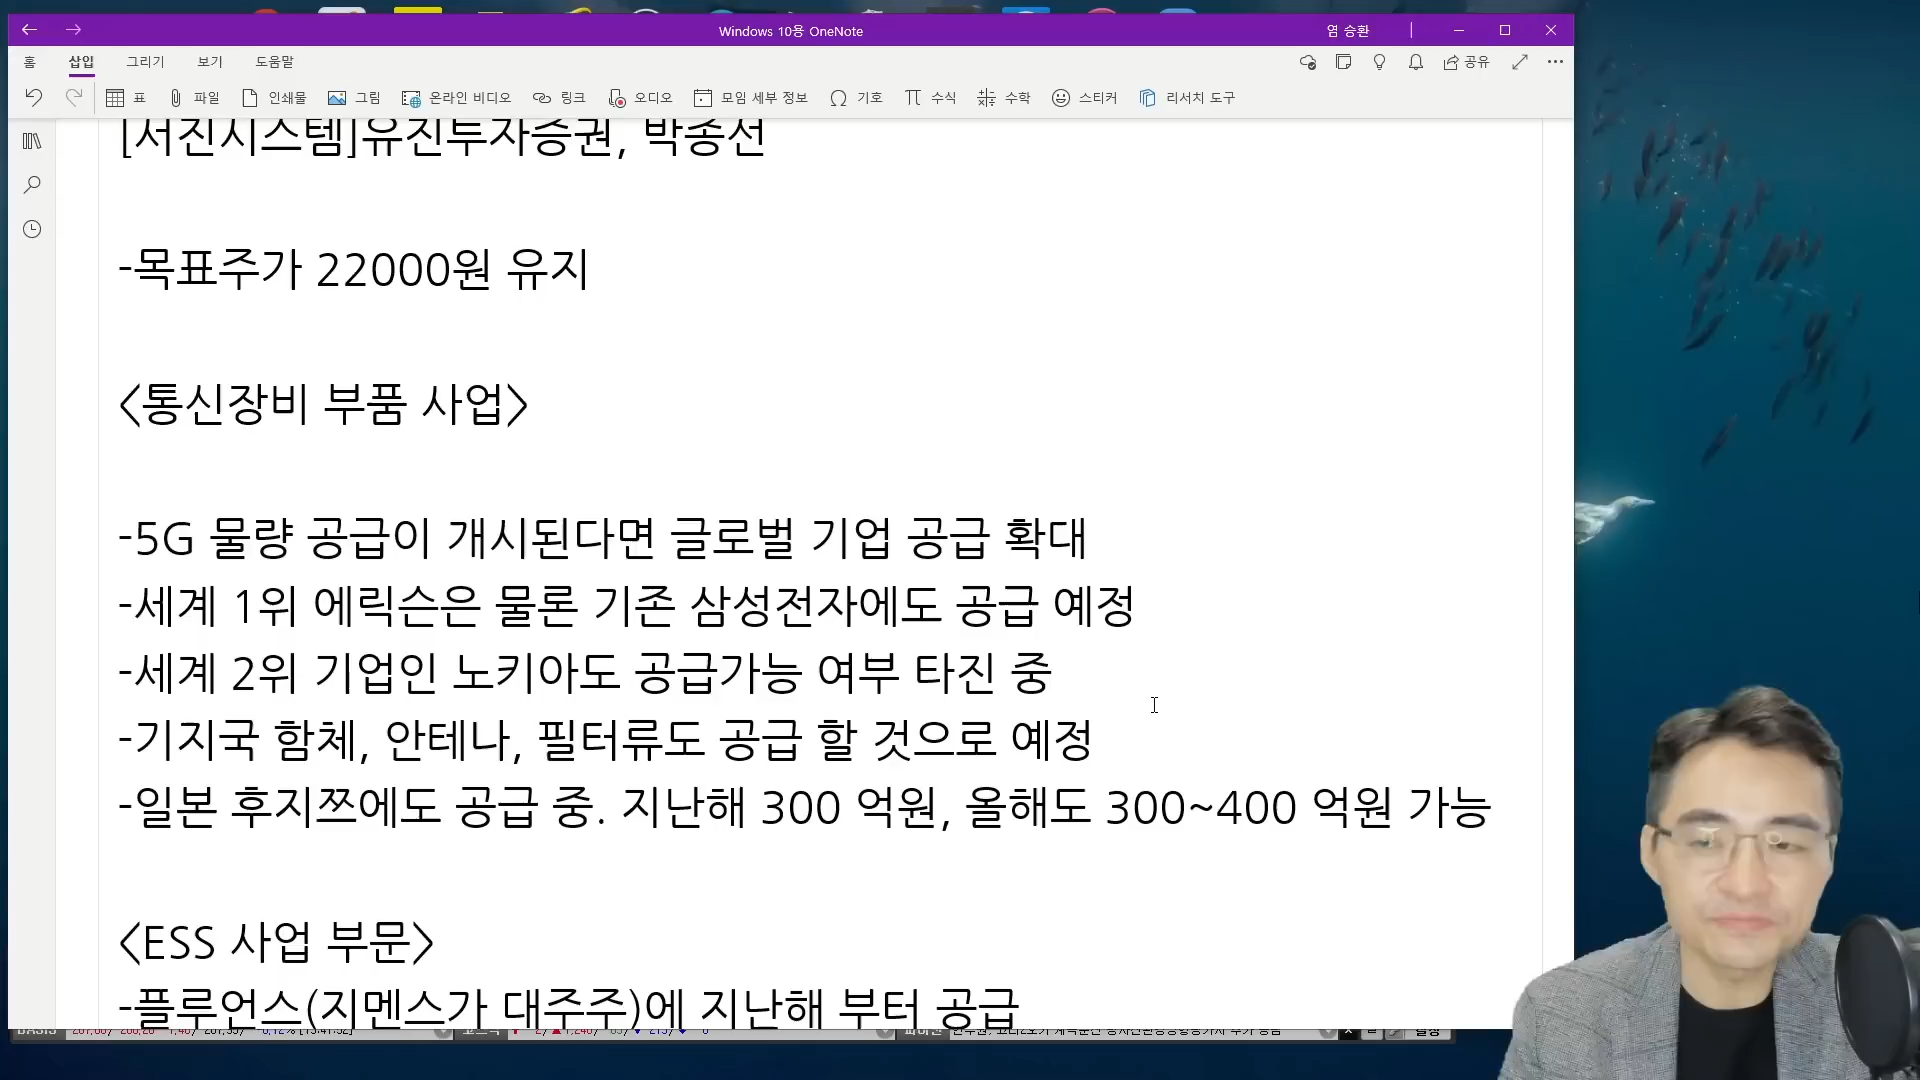 Windows 10용 OneNote
염 승환
홈 삽입 그리기 보기 도움말
공유
표 파일 인쇄물 그림 온라인 비디오 링크 오디오 모임 세부 정보 기호 수식 수학 스티커 리서치 도구
[서진시스템]유진투자증권, 박종선
-목표주가 22000원 유지
<통신장비 부품 사업>
-5G 물량 공급이 개시된다면 글로벌 기업 공급 확대
-세계 1위 에릭슨은 물론 기존 삼성전자에도 공급 예정
-세계 2위 기업인 노키아도 공급가능 여부 타진 중
-기지국 함체, 안테나, 필터류도 공급 할 것으로 예정
-일본 후지쯔에도 공급 중. 지난해 300 억원, 올해도 300~400 억원 가능
<ESS 사업 부문>
-플루언스(지멘스가 대주주)에 지난해 부터 공급